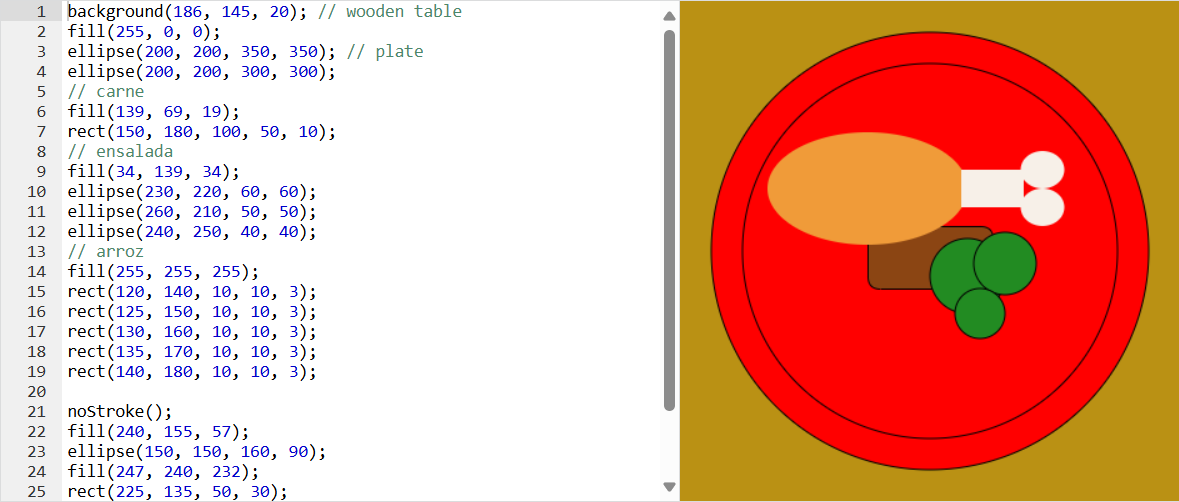 1 background(186, 145, 20); // wooden table
2 fill(255, 0, 0);
3 ellipse(200, 200, 350, 350); // plate
4 ellipse(200, 200, 300, 300);
5 // carne
6 fill(139, 69, 19);
7 rect(150, 180, 100, 50, 10);
8 // ensalada
9 fill(34, 139, 34);
10 ellipse(230, 220, 60, 60);
11 ellipse(260, 210, 50, 50);
12 ellipse(240, 250, 40, 40);
13 // arroz
14 fill(255, 255, 255);
15 rect(120, 140, 10, 10, 3);
16 rect(125, 150, 10, 10, 3);
17 rect(130, 160, 10, 10, 3);
18 rect(135, 170, 10, 10, 3);
19 rect(140, 180, 10, 10, 3);
20
21 noStroke();
22 fill(240, 155, 57);
23 ellipse(150, 150, 160, 90);
24 fill(247, 240, 232);
25 rect(225, 135, 50, 30);